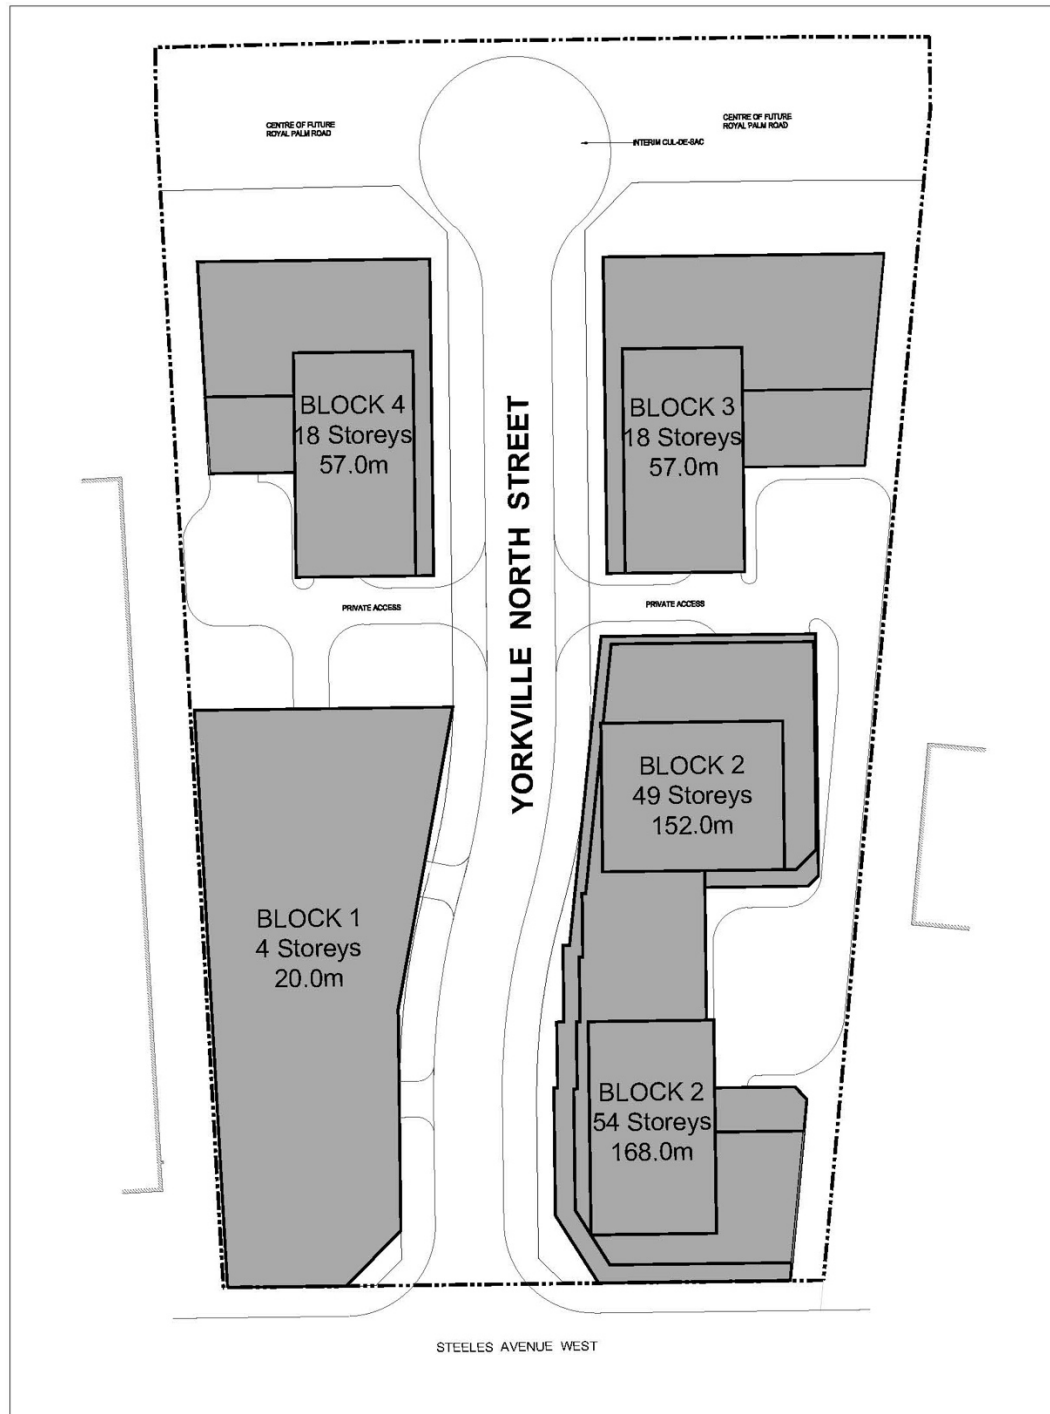 CENTRE OF FUTURE
ROYAL PALM ROAD
CENTRE OF FUTURE
ROYAL PALM ROAD
INTERIM CUL-DE-SAC
BLOCK 4
18 Storeys
57.0m
YORKVILLE NORTH STREET
BLOCK 3
18 Storeys
57.0m
PRIVATE ACCESS
PRIVATE ACCESS
BLOCK 2
49 Storeys
152.0m
BLOCK 1
4 Storeys
20.0m
BLOCK 2
54 Storeys
168.0m
STEELES AVENUE WEST